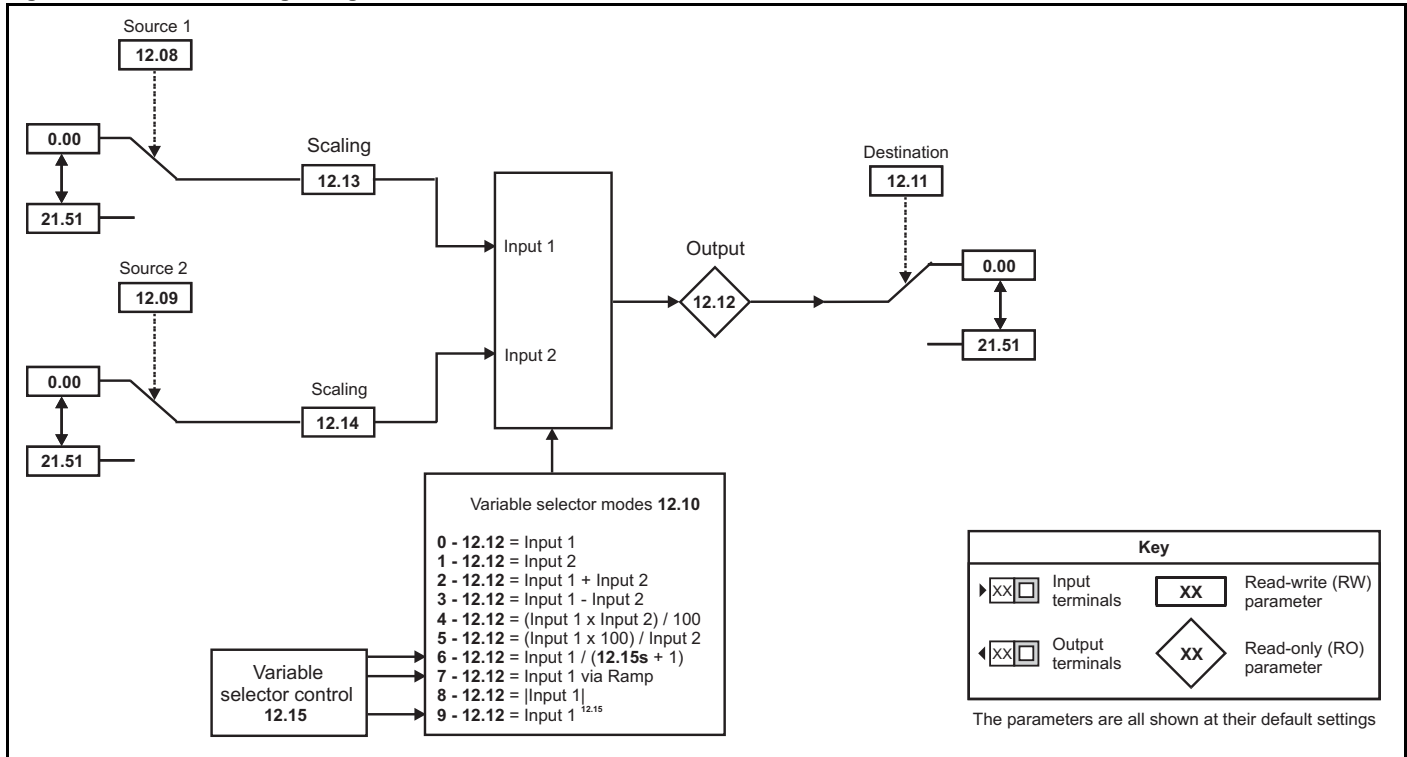 Source 1
12.08
0.00
21.51
Scaling
12.13
Source 2
12.09
0.00
21.51
Scaling
12.14
Input 1
Input 2
Output
12.12
Destination
12.11
0.00
21.51
Variable selector modes 12.10
0 - 12.12 = Input 1
1 - 12.12 = Input 2
2 - 12.12 = Input 1 + Input 2
3 - 12.12 = Input 1 - Input 2
4 - 12.12 = (Input 1 x Input 2) / 100
5 - 12.12 = (Input 1 x 100) / Input 2
6 - 12.12 = Input 1 / (12.15s + 1)
7 - 12.12 = Input 1 via Ramp
8 - 12.12 = |Input 1|
9 - 12.12 = Input 1 12.15
Variable
selector control
12.15
Key
XX
Input
terminals
XX
Read-write (RW)
parameter
XX
Output
terminals
XX
Read-only (RO)
parameter
The parameters are all shown at their default settings